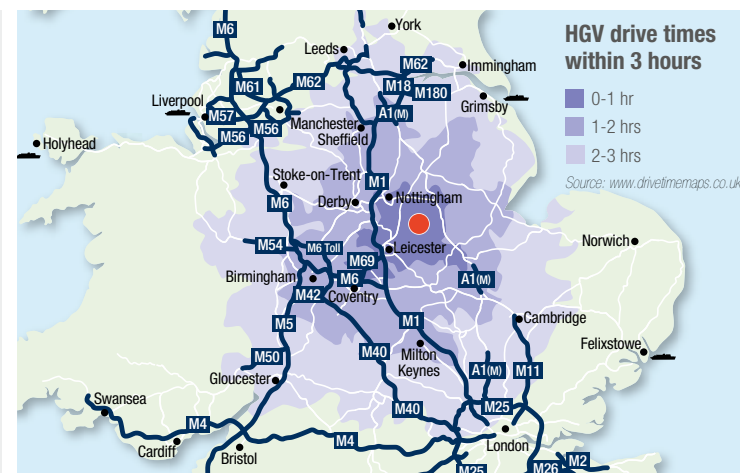 HGV drive times
within 3 hours
0-1 hr
1-2 hrs
2-3 hrs
Source: www.drivetimemaps.co.uk
M6
York
Leeds
M62
Immingham
M61
M62
M18
M180
Grimsby
Liverpool
M57
A1(M)
M56
M56
Manchester
Sheffield
Holyhead
Stoke-on-Trent
M1
Nottingham
M6
Derby
M54
M6 Toll
Leicester
Norwich
M69
Birmingham
M6
A1(M)
M42
Coventry
M5
M1
Cambridge
Felixstowe
M50
M40
Milton
Keynes
A1(M)
M11
Gloucester
Swansea
M40
M25
M4
London
Cardiff
M4
Bristol
M25
M26
M2